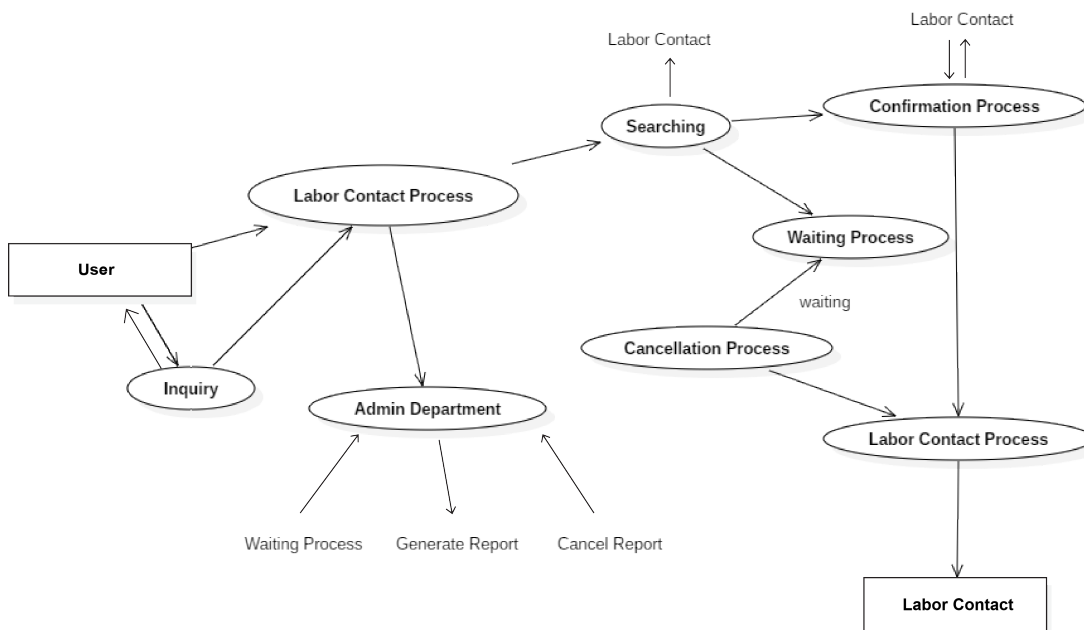 Labor Contact
Labor Contact
Confirmation Process
Searching
Labor Contact Process
Waiting Process
User
waiting
Cancellation Process
Inquiry
Admin Department
Labor Contact Process
Waiting Process
Generate Report
Cancel Report
Labor Contact